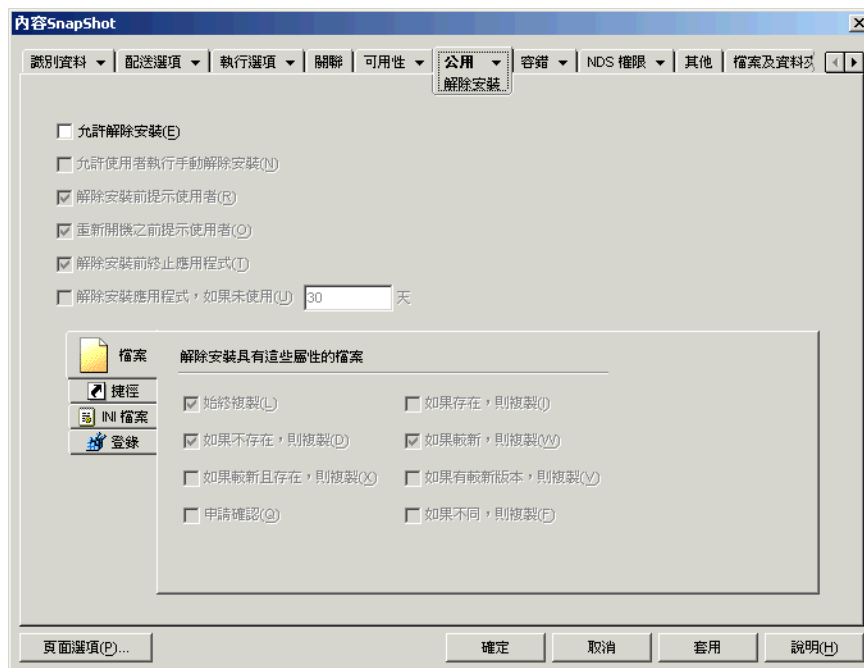 內容SnapShot
識別資料 配送選項 執行選項 關聯 可用性 公用 容錯 NDS 權限 其他 檔案及資料夾
解除安裝
允許解除安裝(E)
允許使用者執行手動解除安裝(N)
解除安裝前提示使用者(R)
重新開機之前提示使用者(O)
解除安裝前終止應用程式(T)
解除安裝應用程式，如果未使用(U) 30 天
檔案
捷徑
INI 檔案
登錄
解除安裝具有這些屬性的檔案
始終複製(L) 如果存在，則複製(I)
如果不存在，則複製(D) 如果較新，則複製(W)
如果較新且存在，則複製(X) 如果有較新版本，則複製(V)
申請確認(Q) 如果不同，則複製(F)
頁面選項(P)... 確定 取消 套用 說明(H)